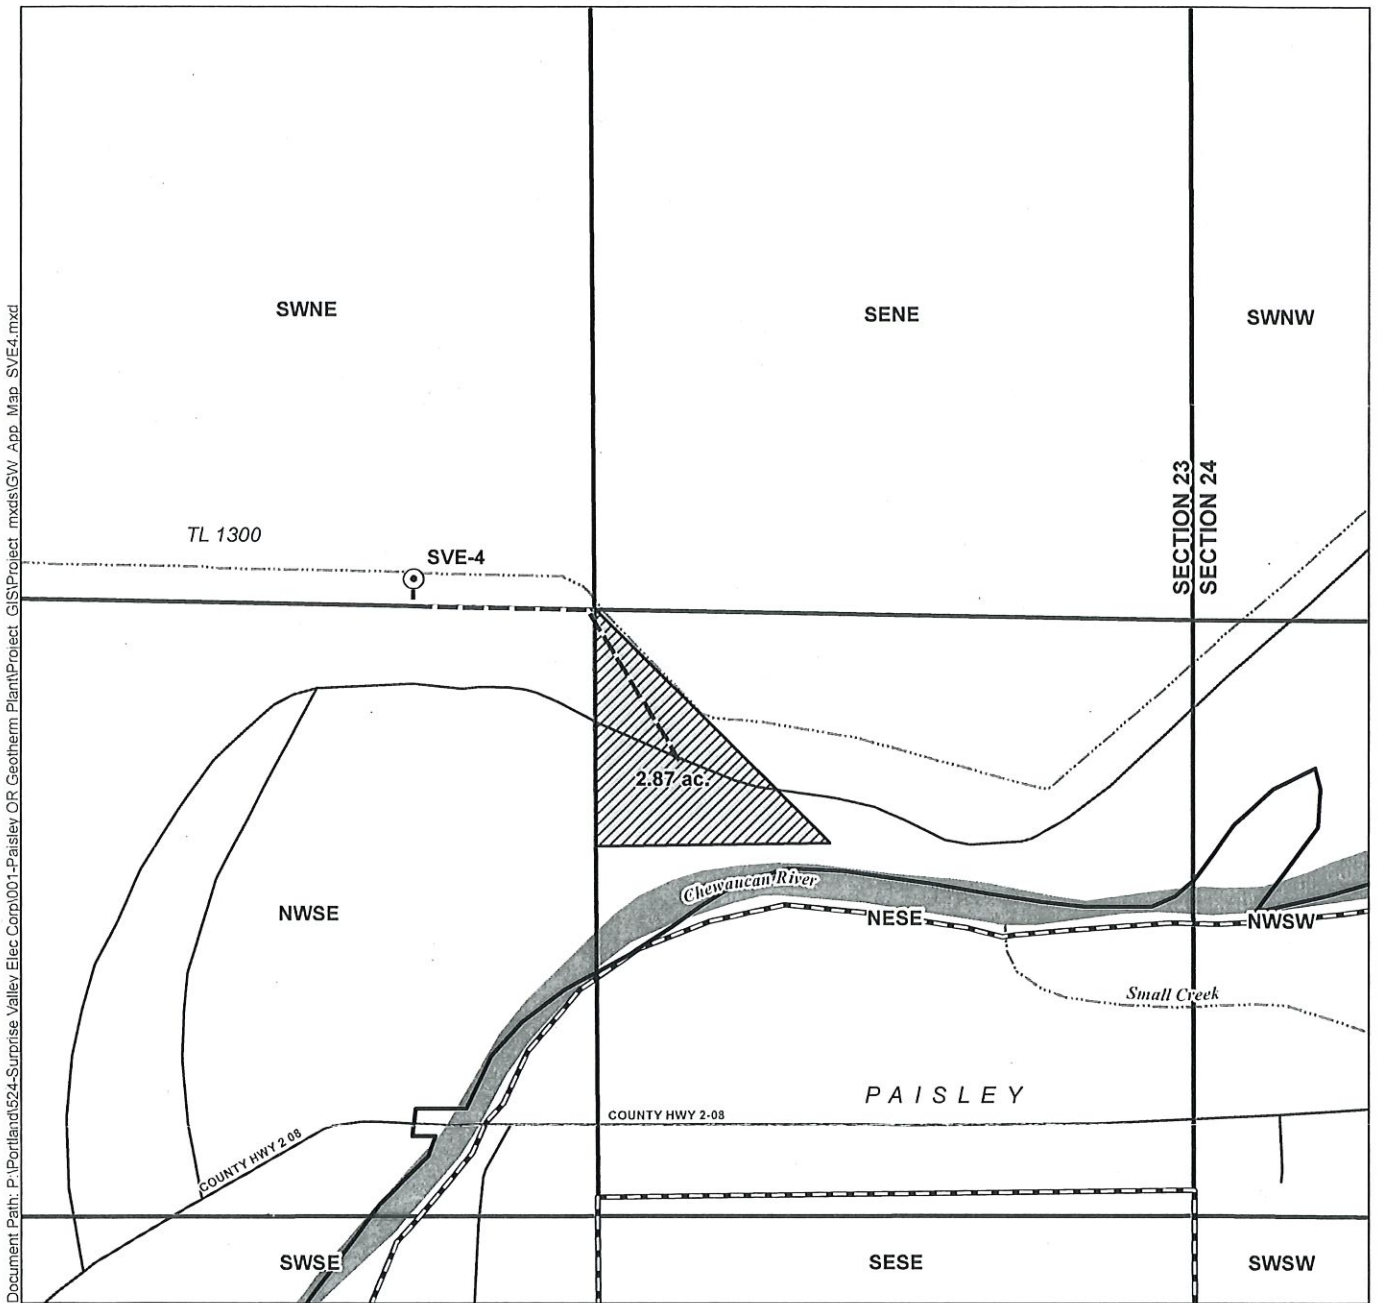 SWNE
SENE
SWNW
SECTION 23
SECTION 24
TL 1300
SVE-4
2.87 ac.
Chewaucan River
NWSE
NESE
NWSW
Small Creek
PAISLEY
COUNTY HWY 2-08
COUNTY HWY 2 08
SWSE
SESE
SWSW
Document Path: P:\Portland\524-Surprise Valley Elec Corp\001-Paisley OR Geotherm Plant\Project_GIS\Project_mxds\GW_App_Map_SVE4.mxd